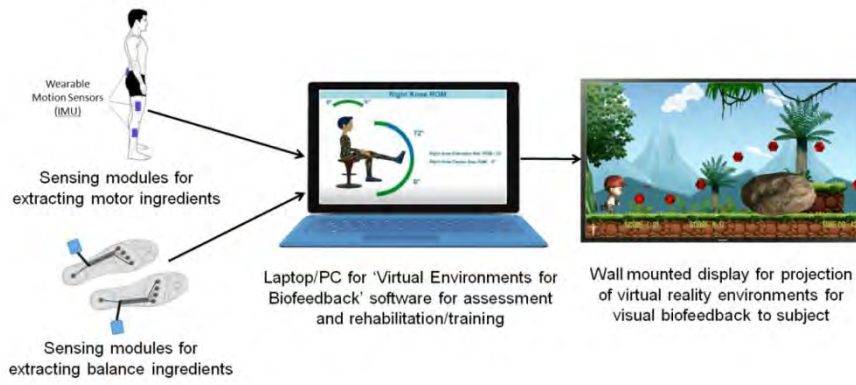 Wearable
Motion Sensors
(IMU)
Sensing modules for
extracting motor ingredients
Sensing modules for
extracting balance ingredients
Right Knee ROM
0°
72°
0°
Laptop/PC for 'Virtual Environments for
Biofeedback' software for assessment
and rehabilitation/training
Wall mounted display for projection
of virtual reality environments for
visual biofeedback to subject